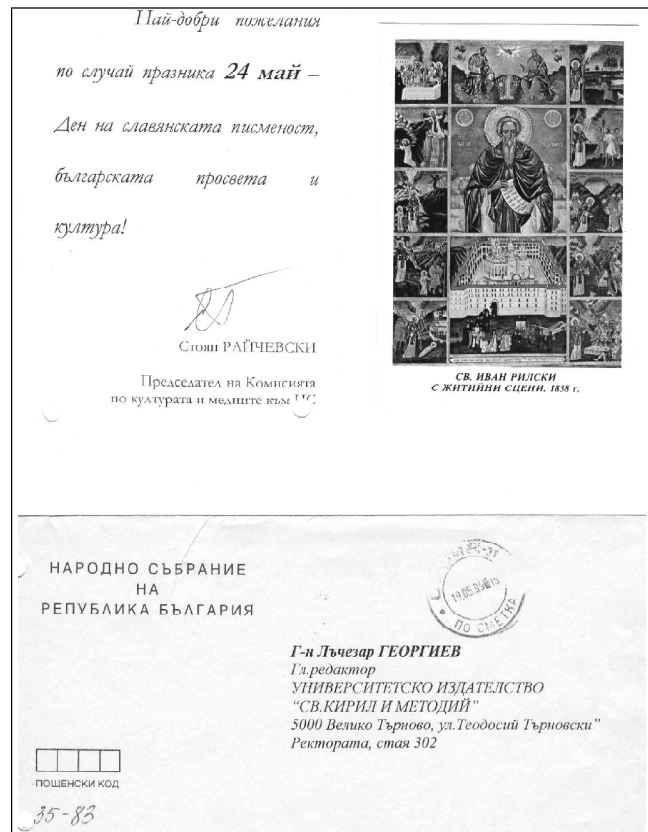 Най-добри пожелания
по случай празника 24 май –
Ден на славянската писменост,
българската просвета и
култура!
Стоян РАЙЧЕВСКИ
Председател на Комисията
по културата и медиите към НС
СВ. ИВАН РИЛСКИ
С ЖИТИЙНИ СЦЕНИ. 1838 г.
НАРОДНО СЪБРАНИЕ
НА
РЕПУБЛИКА БЪЛГАРИЯ
ПО СМЕТКА
Г-н Лъчезар ГЕОРГИЕВ
Гл.редактор
УНИВЕРСИТЕТСКО ИЗДАТЕЛСТВО
"СВ.КИРИЛ И МЕТОДИЙ"
5000 Велико Търново, ул.Теодосий Търновски"
Ректората, стая 302
ПОЩЕНСКИ КОД
35-83